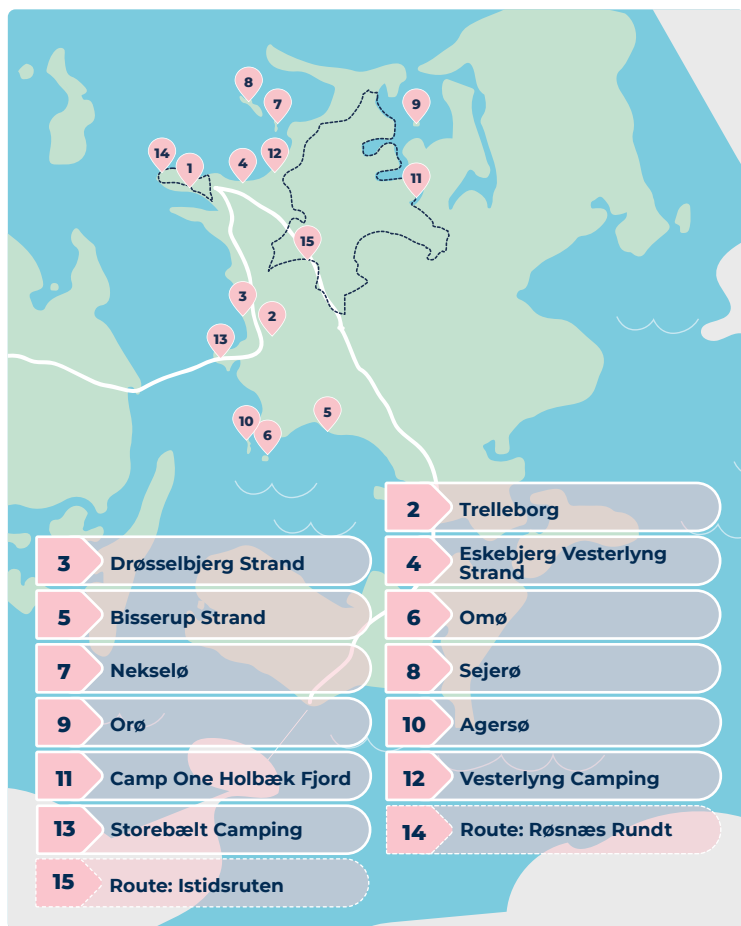 8
7
9
14
1
4
12
11
15
3
2
13
10
6
5
2 Trelleborg
3 Drøsselbjerg Strand
4 Eskebjerg Vesterlyng
Strand
5 Bisserup Strand
6 Omø
7 Nekselø
8 Sejerø
9 Orø
10 Agersø
11 Camp One Holbæk Fjord
12 Vesterlyng Camping
13 Storebælt Camping
14 Route: Røsnæs Rundt
15 Route: Istidsruten